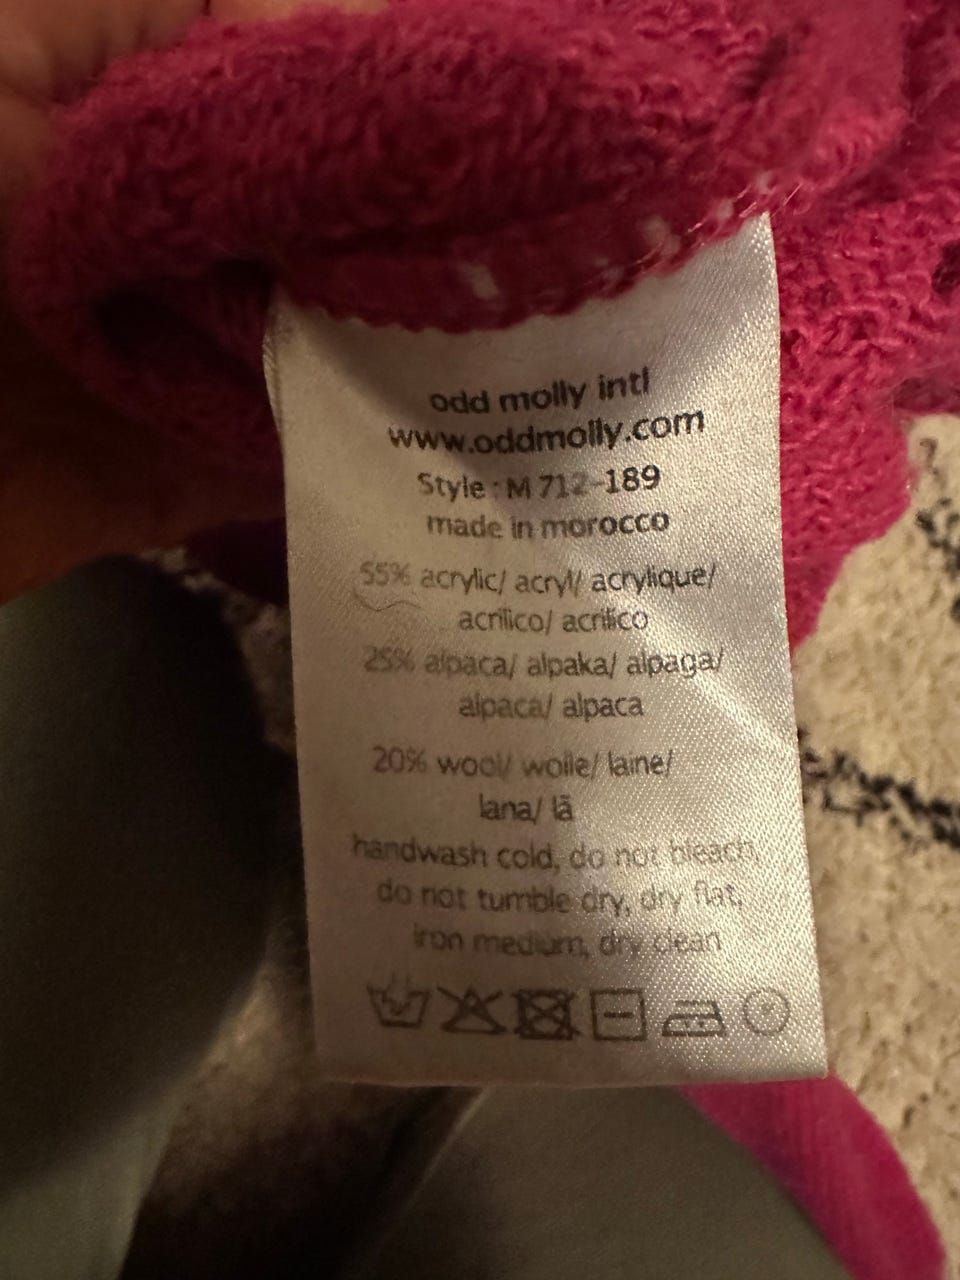 odd molly intl
www.oddmolly.com
Style : M 712-189
made in morocco
55% acrylic/ acryl/ acrylique/
acrilico/ acrilico
25% alpaca/ alpaka/ alpaga/
alpaca/ alpaca
20% wool/ wolle/ laine/
lana/ lã
handwash cold, do not bleach,
do not tumble dry, dry flat,
iron medium, dry clean